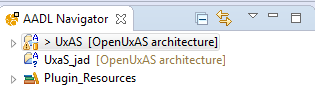 AADL Navigator
> UxAS [OpenUxAS architecture]
UxaS_jad [OpenUxAS architecture]
Plugin_Resources